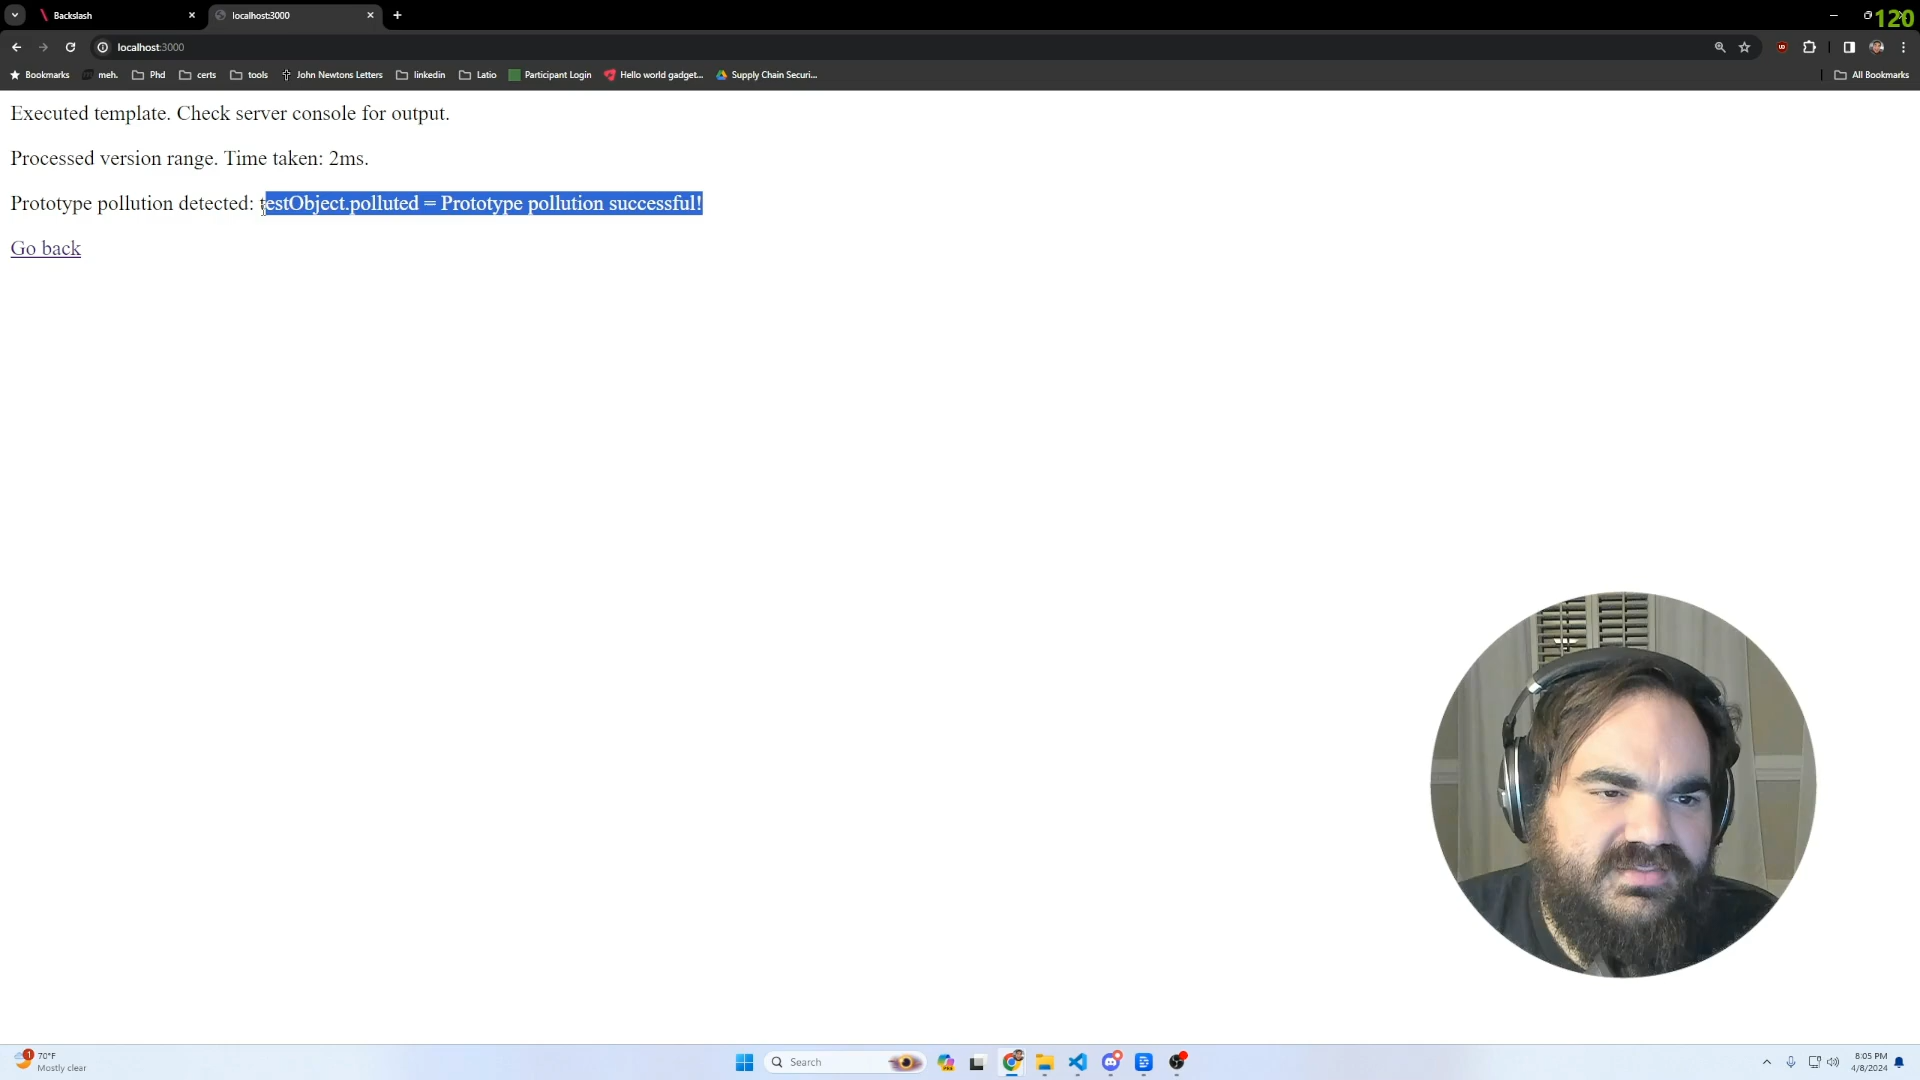 Backslash
localhost:3000
120
localhost:3000
Bookmarks
meh.
Phd
certs
tools
John Newtons Letters
linkedin
Latio
Participant Login
Hello world gadget...
Supply Chain Securi...
All Bookmarks
Executed template. Check server console for output.
Processed version range. Time taken: 2ms.
Prototype pollution detected: testObject.polluted = Prototype pollution successful!
Go back
1
70°F
Mostly clear
Search
8:05 PM
4/8/2024